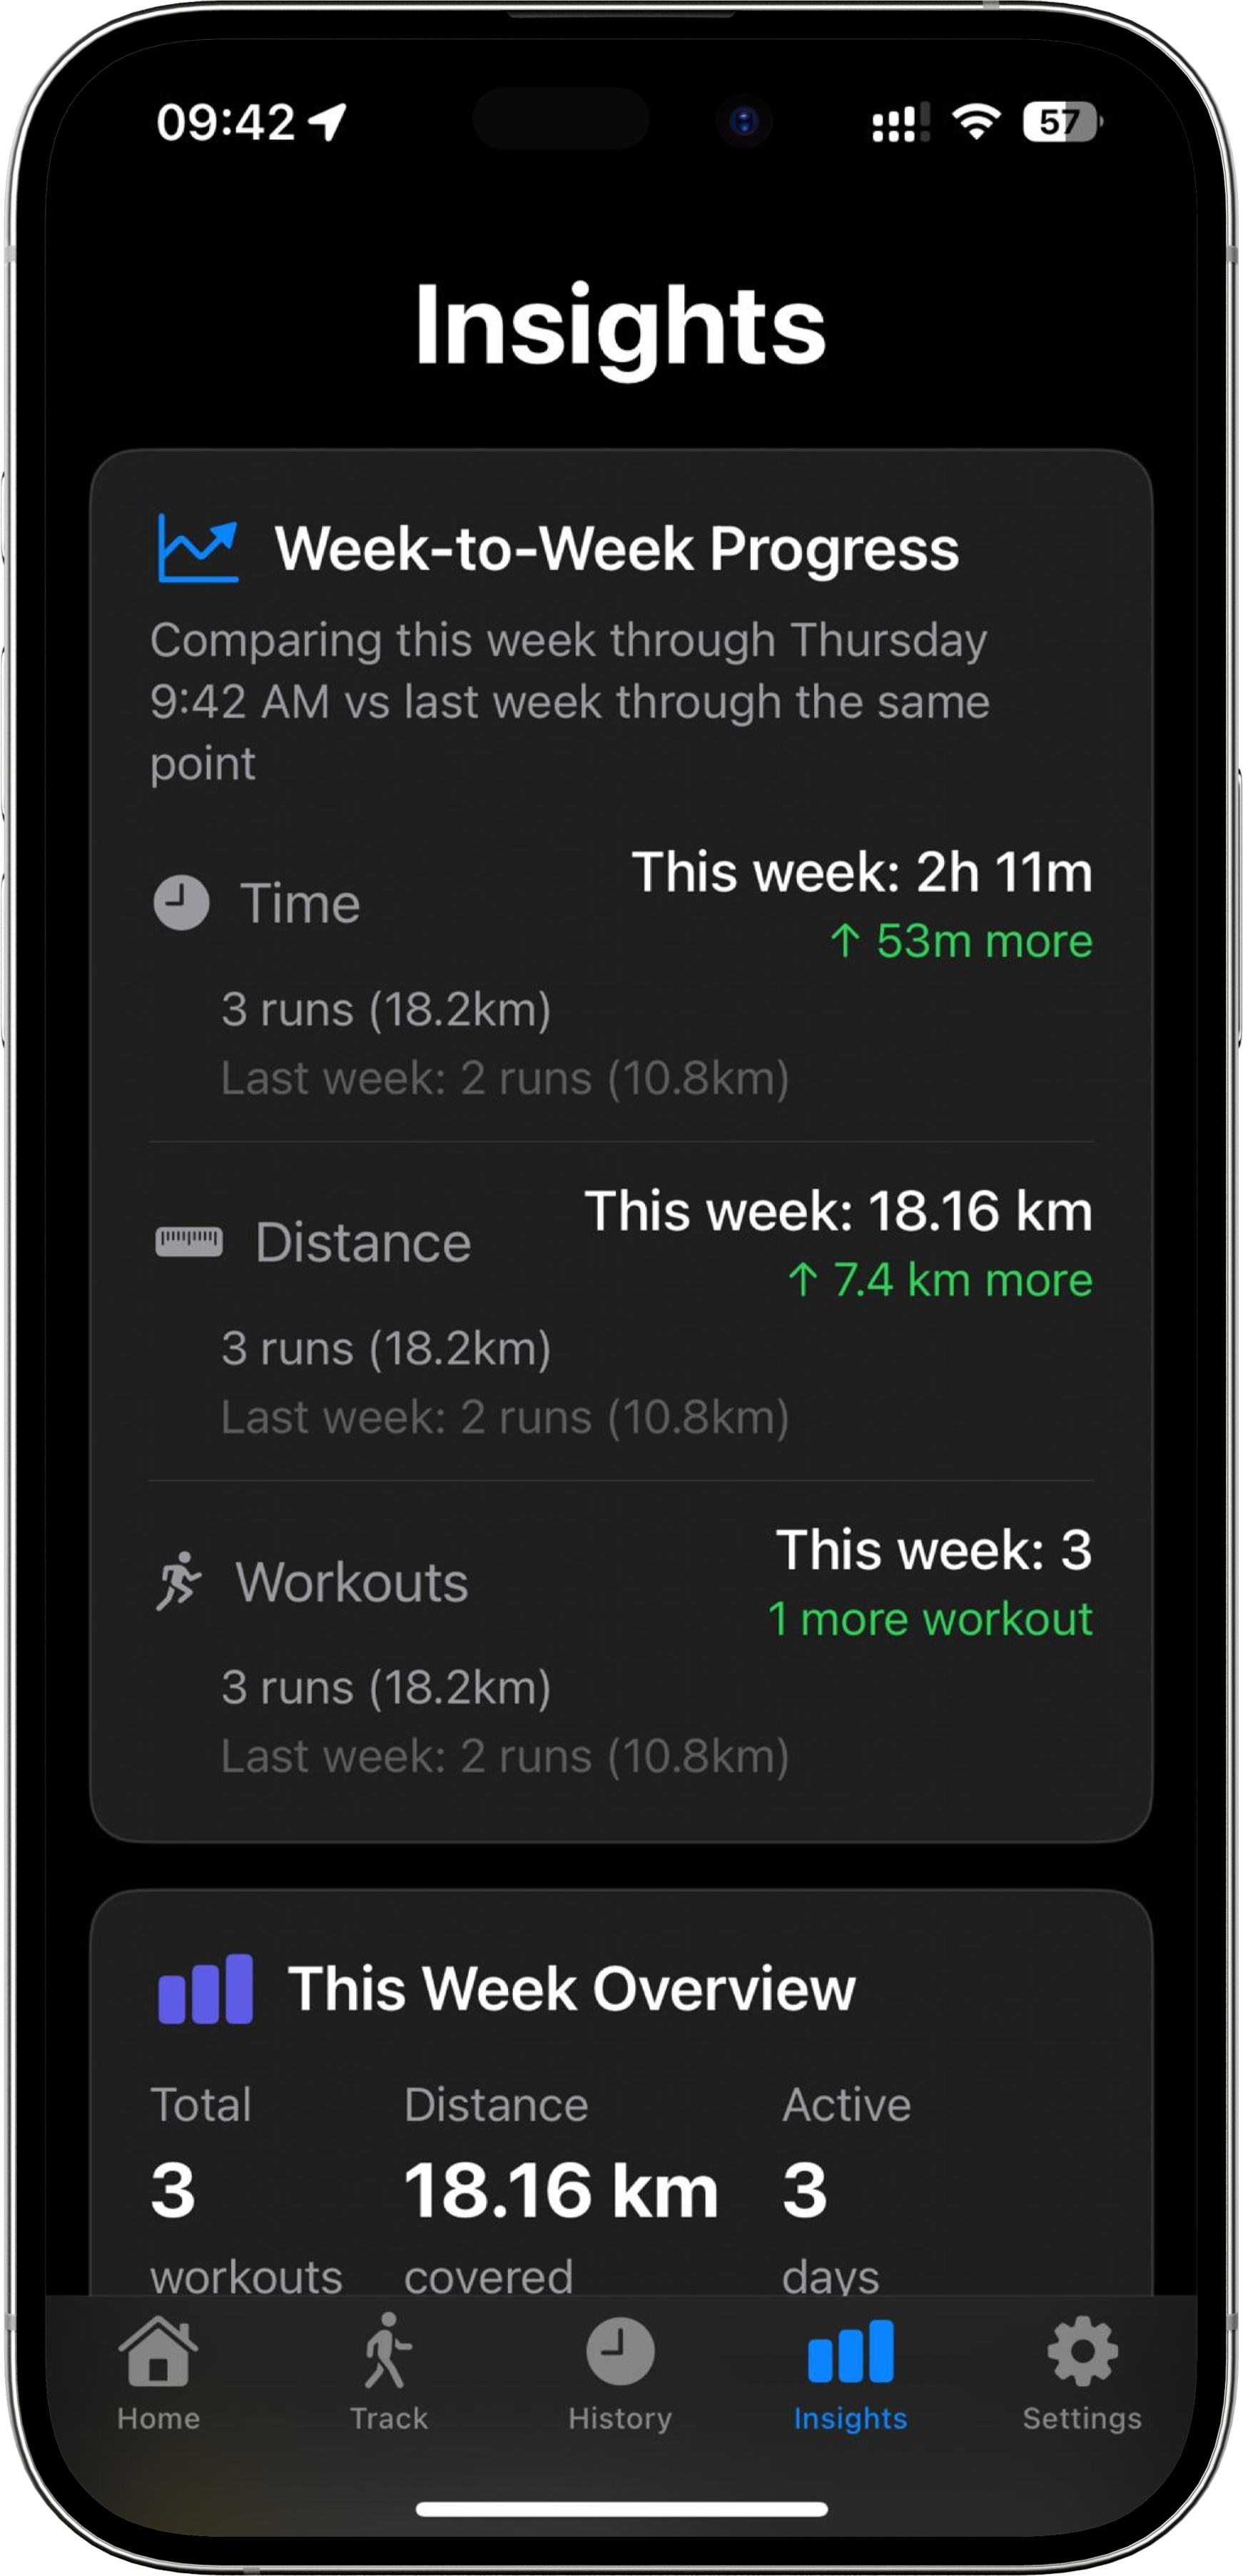 09:42
57
Insights
Week-to-Week Progress
Comparing this week through Thursday
9:42 AM vs last week through the same
point
Time
This week: 2h 11m
↑ 53m more
3 runs (18.2km)
Last week: 2 runs (10.8km)
Distance
This week: 18.16 km
↑ 7.4 km more
3 runs (18.2km)
Last week: 2 runs (10.8km)
Workouts
This week: 3
1 more workout
3 runs (18.2km)
Last week: 2 runs (10.8km)
This Week Overview
Total Distance Active
3 18.16 km 3
workouts covered days
Home Track History Insights Settings